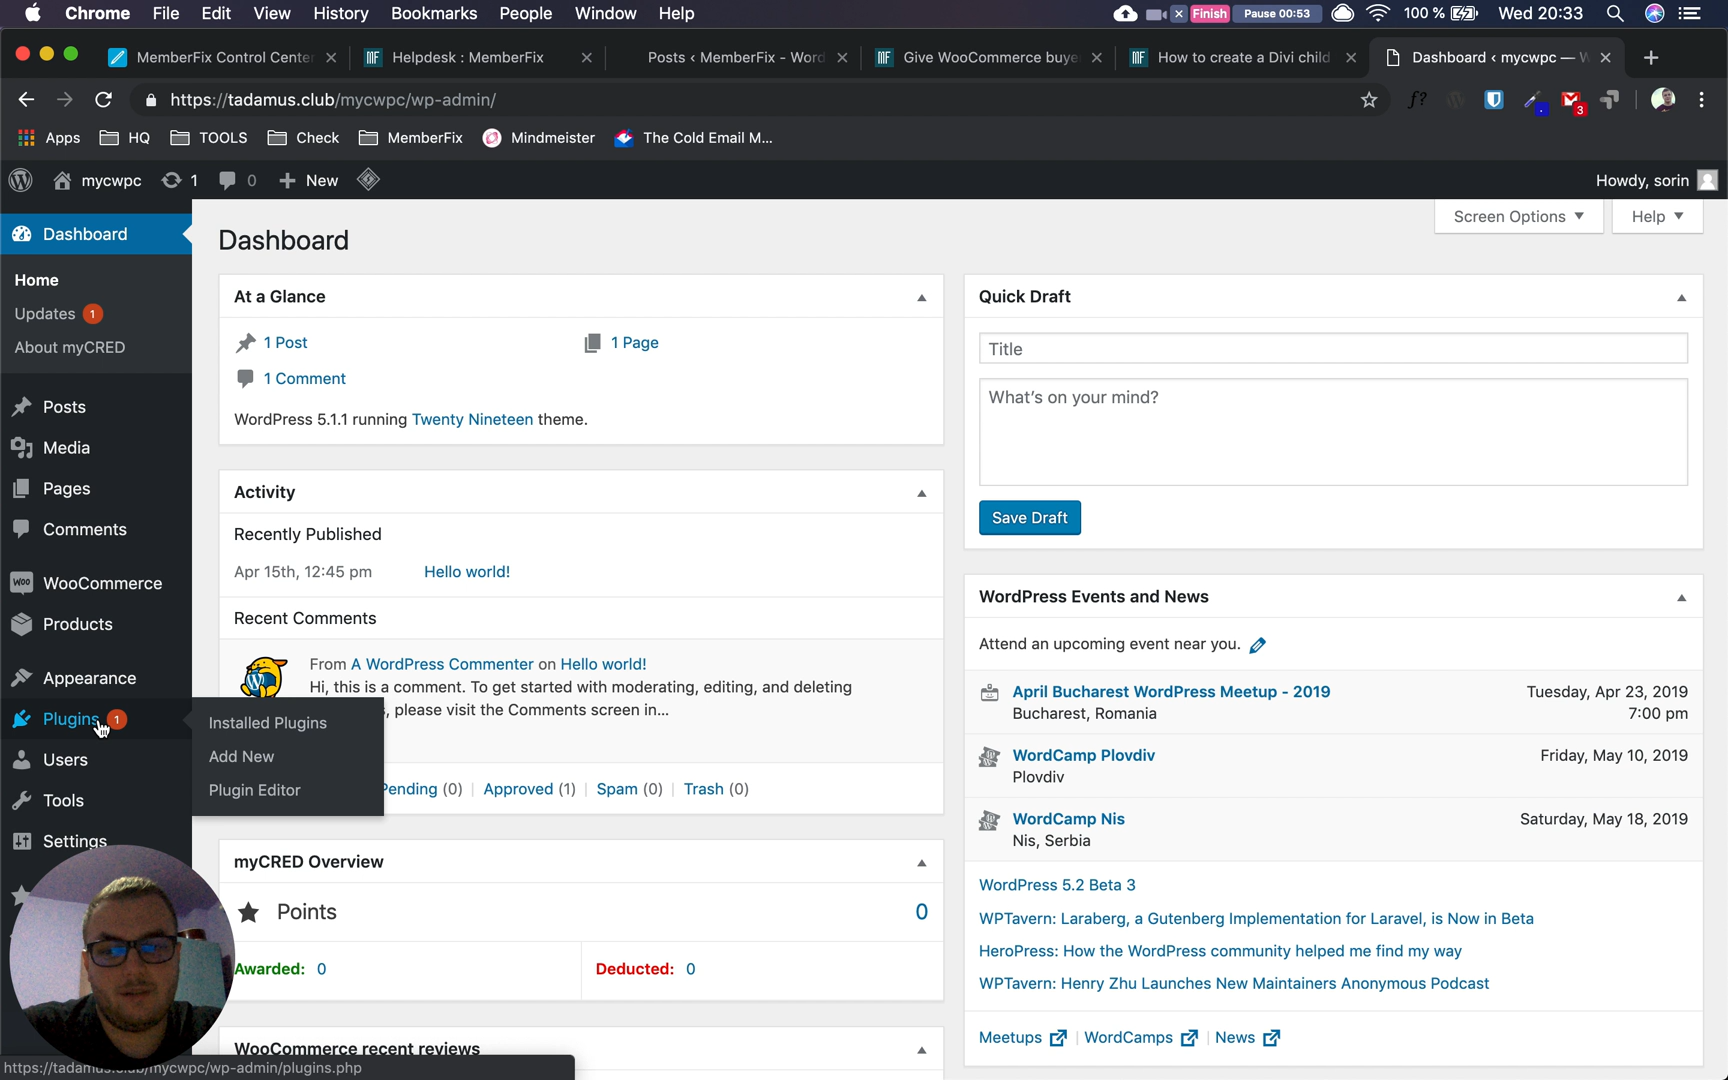 Chrome File Edit View History Bookmarks People Window Help Finish Pause 00:53 100 % Wed 20:33
MemberFix Control Center Helpdesk : MemberFix Posts ‹ MemberFix - Word Give WooCommerce buye How to create a Divi child Dashboard ‹ mycwpc — W
https://tadamus.club/mycwpc/wp-admin/ f? 3
Apps HQ TOOLS Check MemberFix Mindmeister The Cold Email M...
mycwpc 1 0 New Howdy, sorin
Screen Options Help
Dashboard
Home
Updates 1
About myCRED
Posts
Media
Pages
Comments
WooCommerce
Products
Appearance
Plugins 1
Users
Tools
Settings
Installed Plugins
Add New
Plugin Editor
Dashboard
At a Glance
1 Post 1 Page
1 Comment
WordPress 5.1.1 running Twenty Nineteen theme.
Activity
Recently Published
Apr 15th, 12:45 pm Hello world!
Recent Comments
From A WordPress Commenter on Hello world!
Hi, this is a comment. To get started with moderating, editing, and deleting
, please visit the Comments screen in...
Pending (0) | Approved (1) | Spam (0) | Trash (0)
myCRED Overview
Points 0
Awarded: 0 Deducted: 0
WooCommerce recent reviews
Quick Draft
Title
What's on your mind?
Save Draft
WordPress Events and News
Attend an upcoming event near you.
April Bucharest WordPress Meetup - 2019 Tuesday, Apr 23, 2019
Bucharest, Romania 7:00 pm
WordCamp Plovdiv Friday, May 10, 2019
Plovdiv
WordCamp Nis Saturday, May 18, 2019
Nis, Serbia
WordPress 5.2 Beta 3
WPTavern: Laraberg, a Gutenberg Implementation for Laravel, is Now in Beta
HeroPress: How the WordPress community helped me find my way
WPTavern: Henry Zhu Launches New Maintainers Anonymous Podcast
Meetups | WordCamps | News
https://tadamus.club/mycwpc/wp-admin/plugins.php